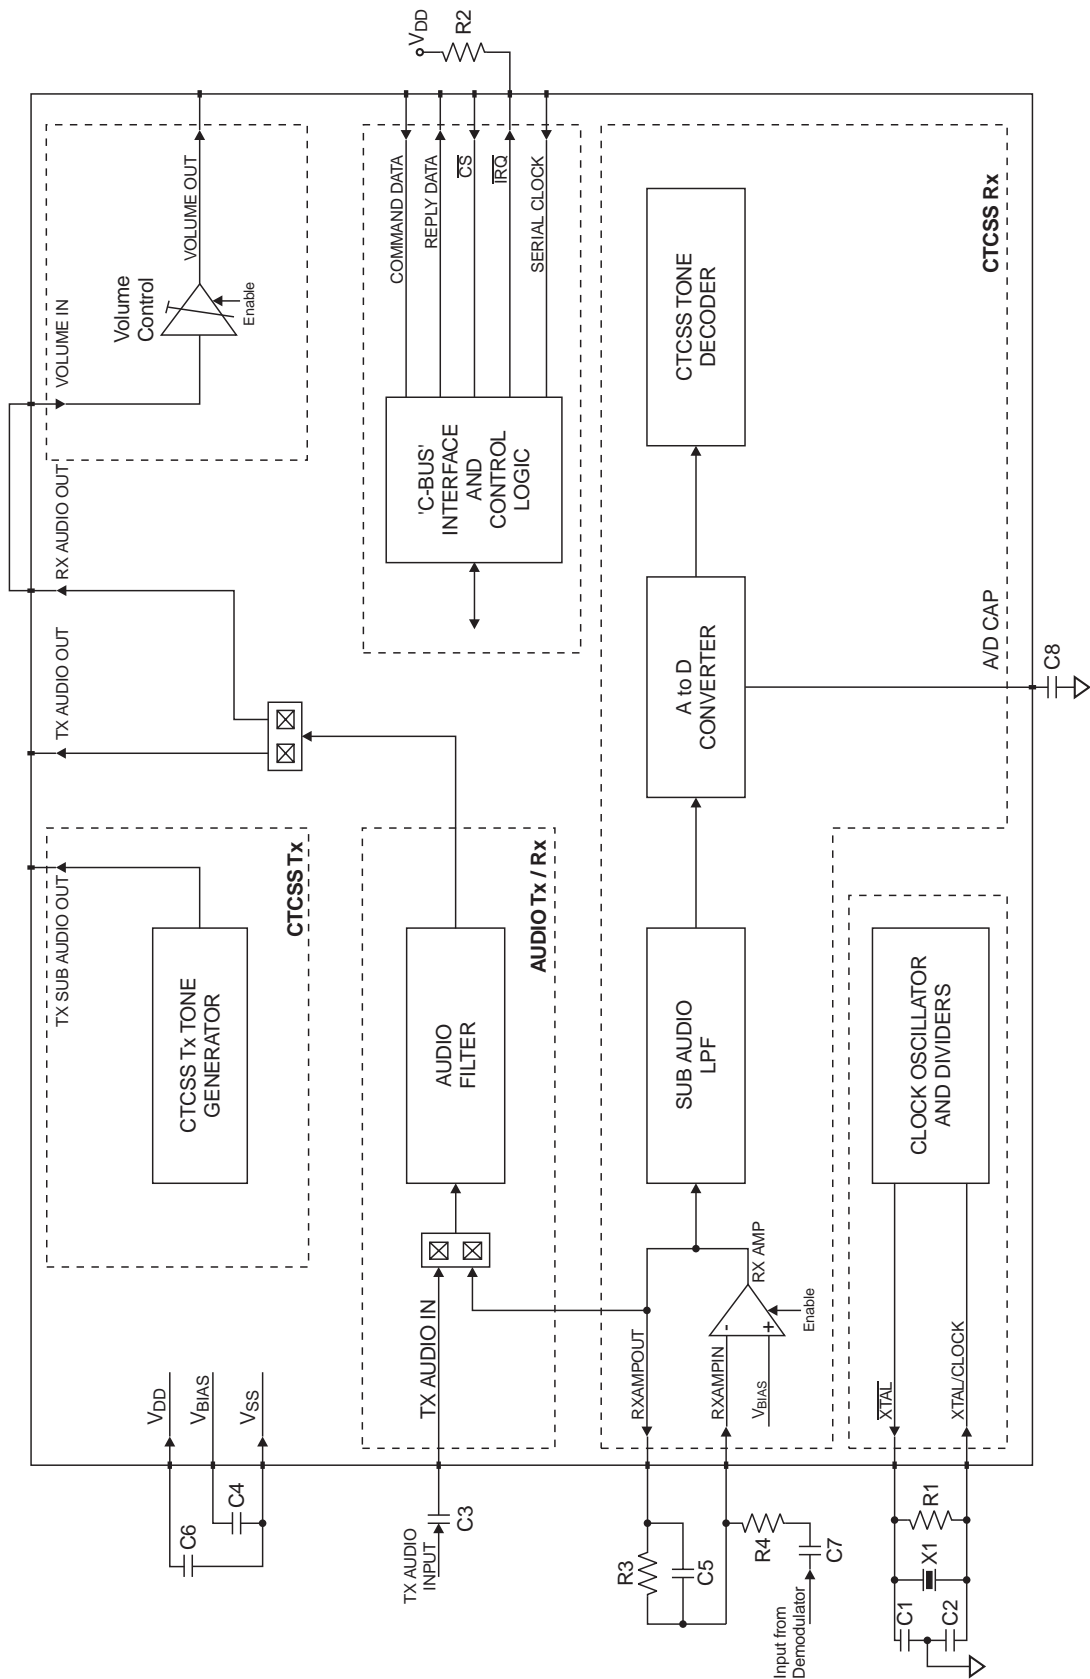 VDD
VBIAS
VSS
C6
C4
TX AUDIO
INPUT
C3
TX AUDIO IN
CTCSS Tx TONE
GENERATOR
TX SUB AUDIO OUT
CTCSS Tx
AUDIO
FILTER
AUDIO Tx / Rx
TX AUDIO OUT
RX AUDIO OUT
VOLUME IN
Volume
Control
Enable
VOLUME OUT
'C-BUS'
INTERFACE
AND
CONTROL
LOGIC
COMMAND DATA
REPLY DATA
CS
IRQ
SERIAL CLOCK
VDD
R2
R3
C5
R4
C7
Input from
Demodulator
RXAMPOUT
RXAMPIN
VBIAS
-
+
RX AMP
Enable
SUB AUDIO
LPF
A to D
CONVERTER
CTCSS TONE
DECODER
CTCSS Rx
A/D CAP
C8
C1
C2
X1
R1
XTAL
XTAL/CLOCK
CLOCK OSCILLATOR
AND DIVIDERS